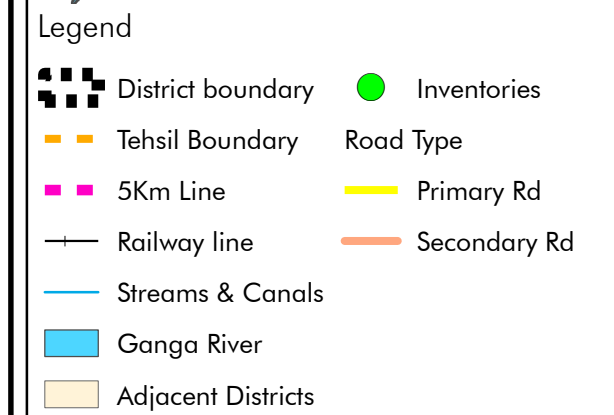 Legend
District boundary
Inventories
Tehsil Boundary
Road Type
5Km Line
Primary Rd
Railway line
Secondary Rd
Streams & Canals
Ganga River
Adjacent Districts